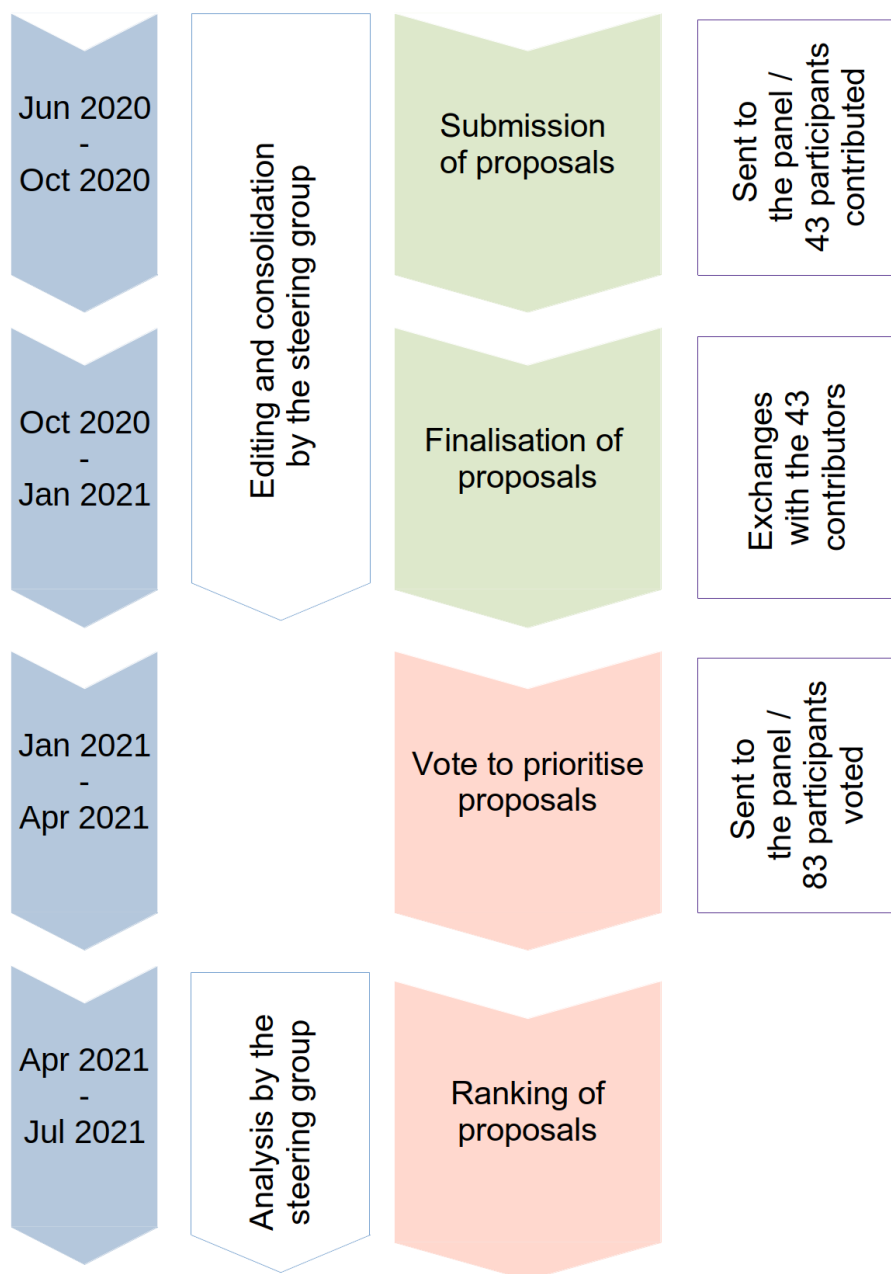 Jun 2020
-
Oct 2020
Editing and consolidation
by the steering group
Submission
of proposals
Sent to
the panel /
43 participants
contributed
Oct 2020
-
Jan 2021
Finalisation of
proposals
Exchanges
with the 43
contributors
Jan 2021
-
Apr 2021
Vote to prioritise
proposals
Sent to
the panel /
83 participants
voted
Apr 2021
-
Jul 2021
Analysis by the
steering group
Ranking of
proposals